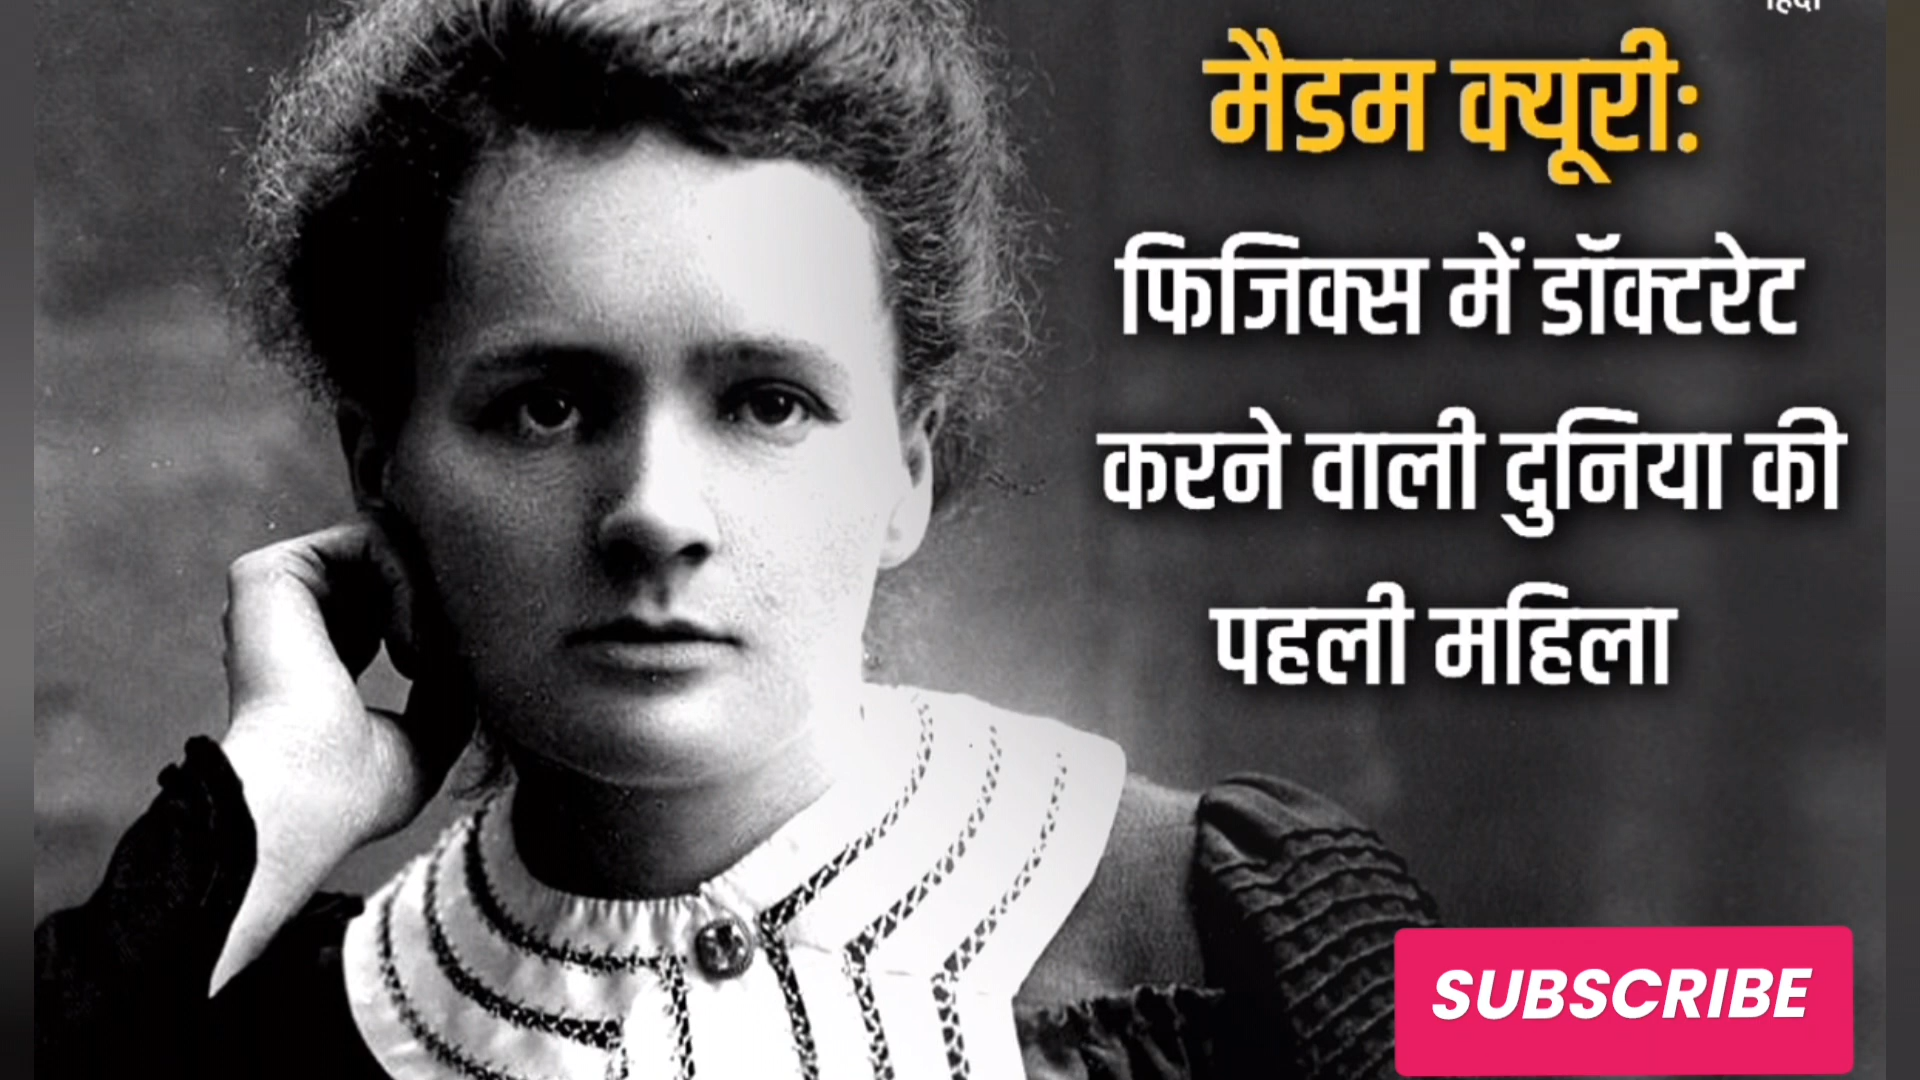 हिंदी
मैडम क्यूरी:
फिजिक्स में डॉक्टरेट
करने वाली दुनिया की
पहली महिला
SUBSCRIBE